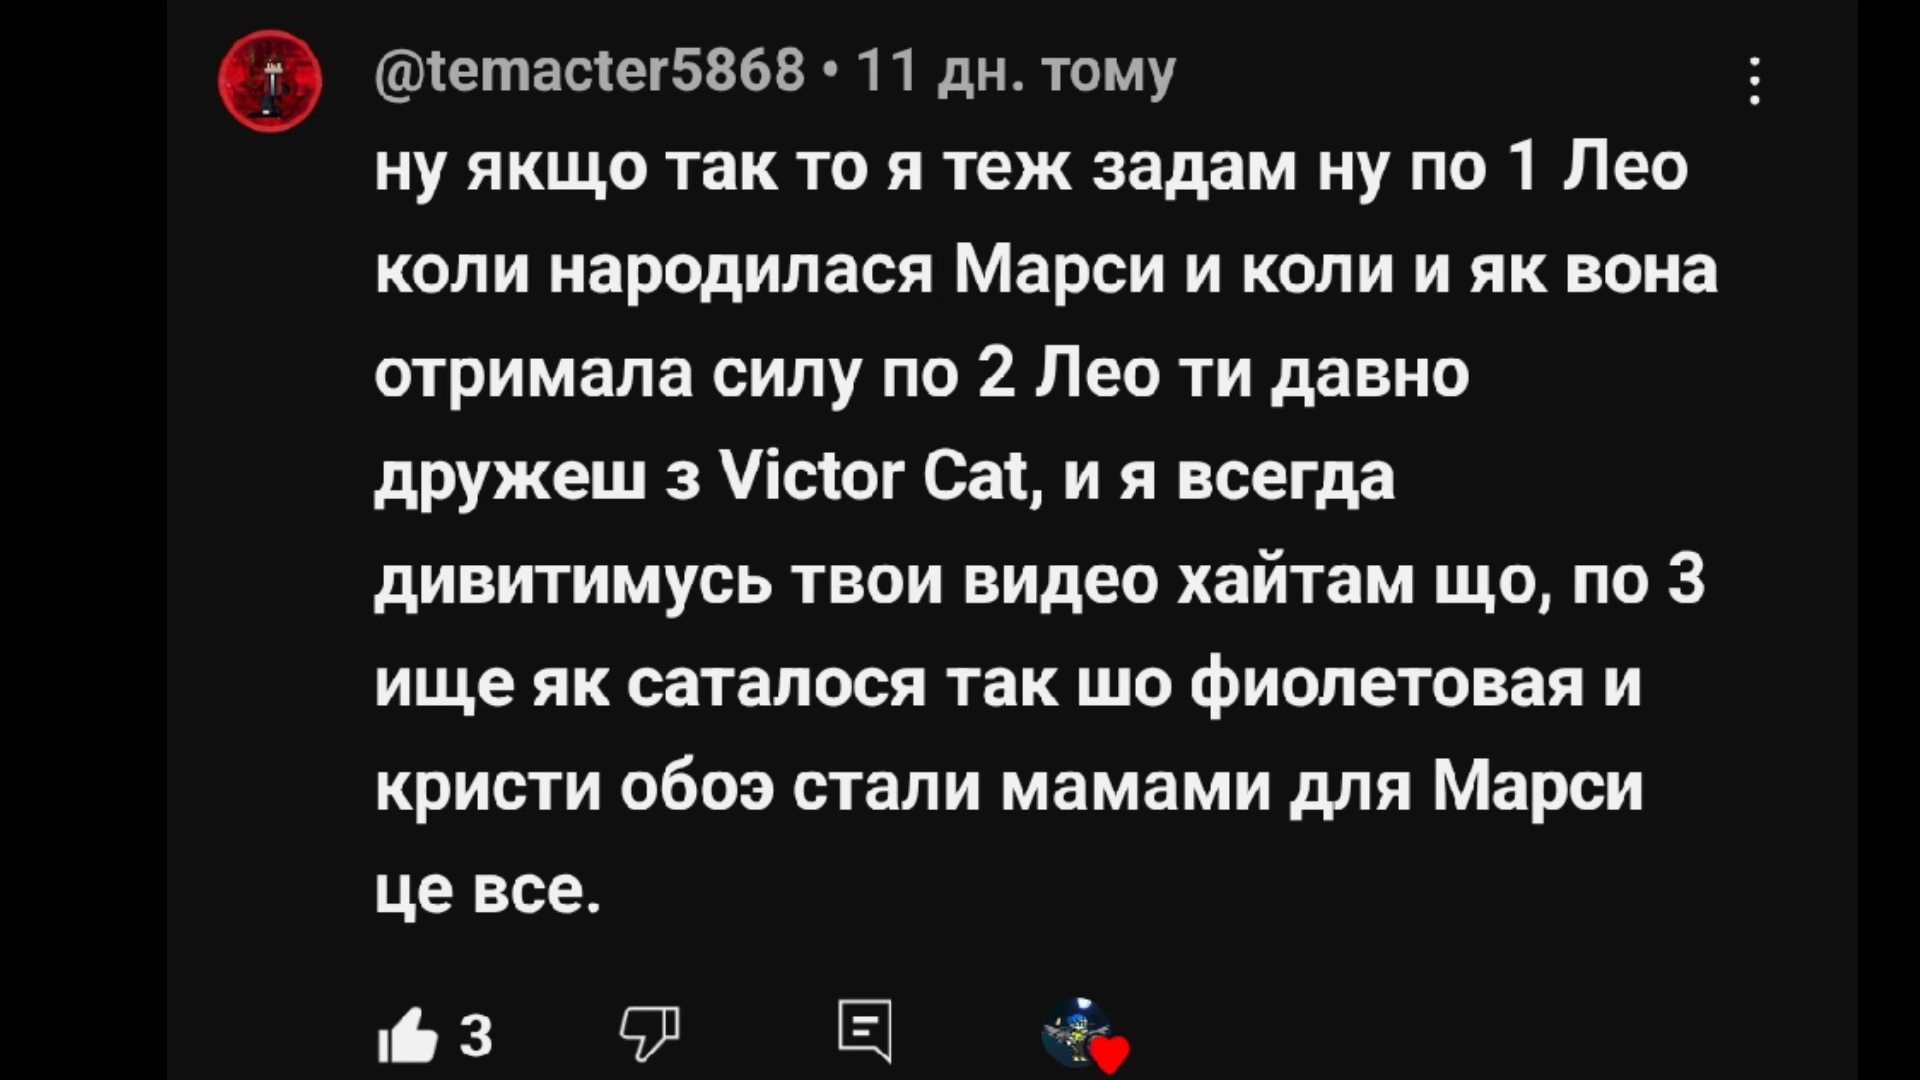 @temacter5868 • 11 дн. тому
ну якщо так то я теж задам ну по 1 Лео
коли народилася Марси и коли и як вона
отримала силу по 2 Лео ти давно
дружеш з Victor Cat, и я всегда
дивитимусь твои видео хайтам що, по 3
ище як саталося так шо фиолетовая и
кристи обоэ стали мамами для Марси
це все.
3